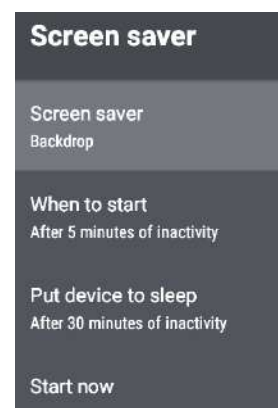 Screen saver
Screen saver
Backdrop
When to start
After 5 minutes of inactivity
Put device to sleep
After 30 minutes of inactivity
Start now